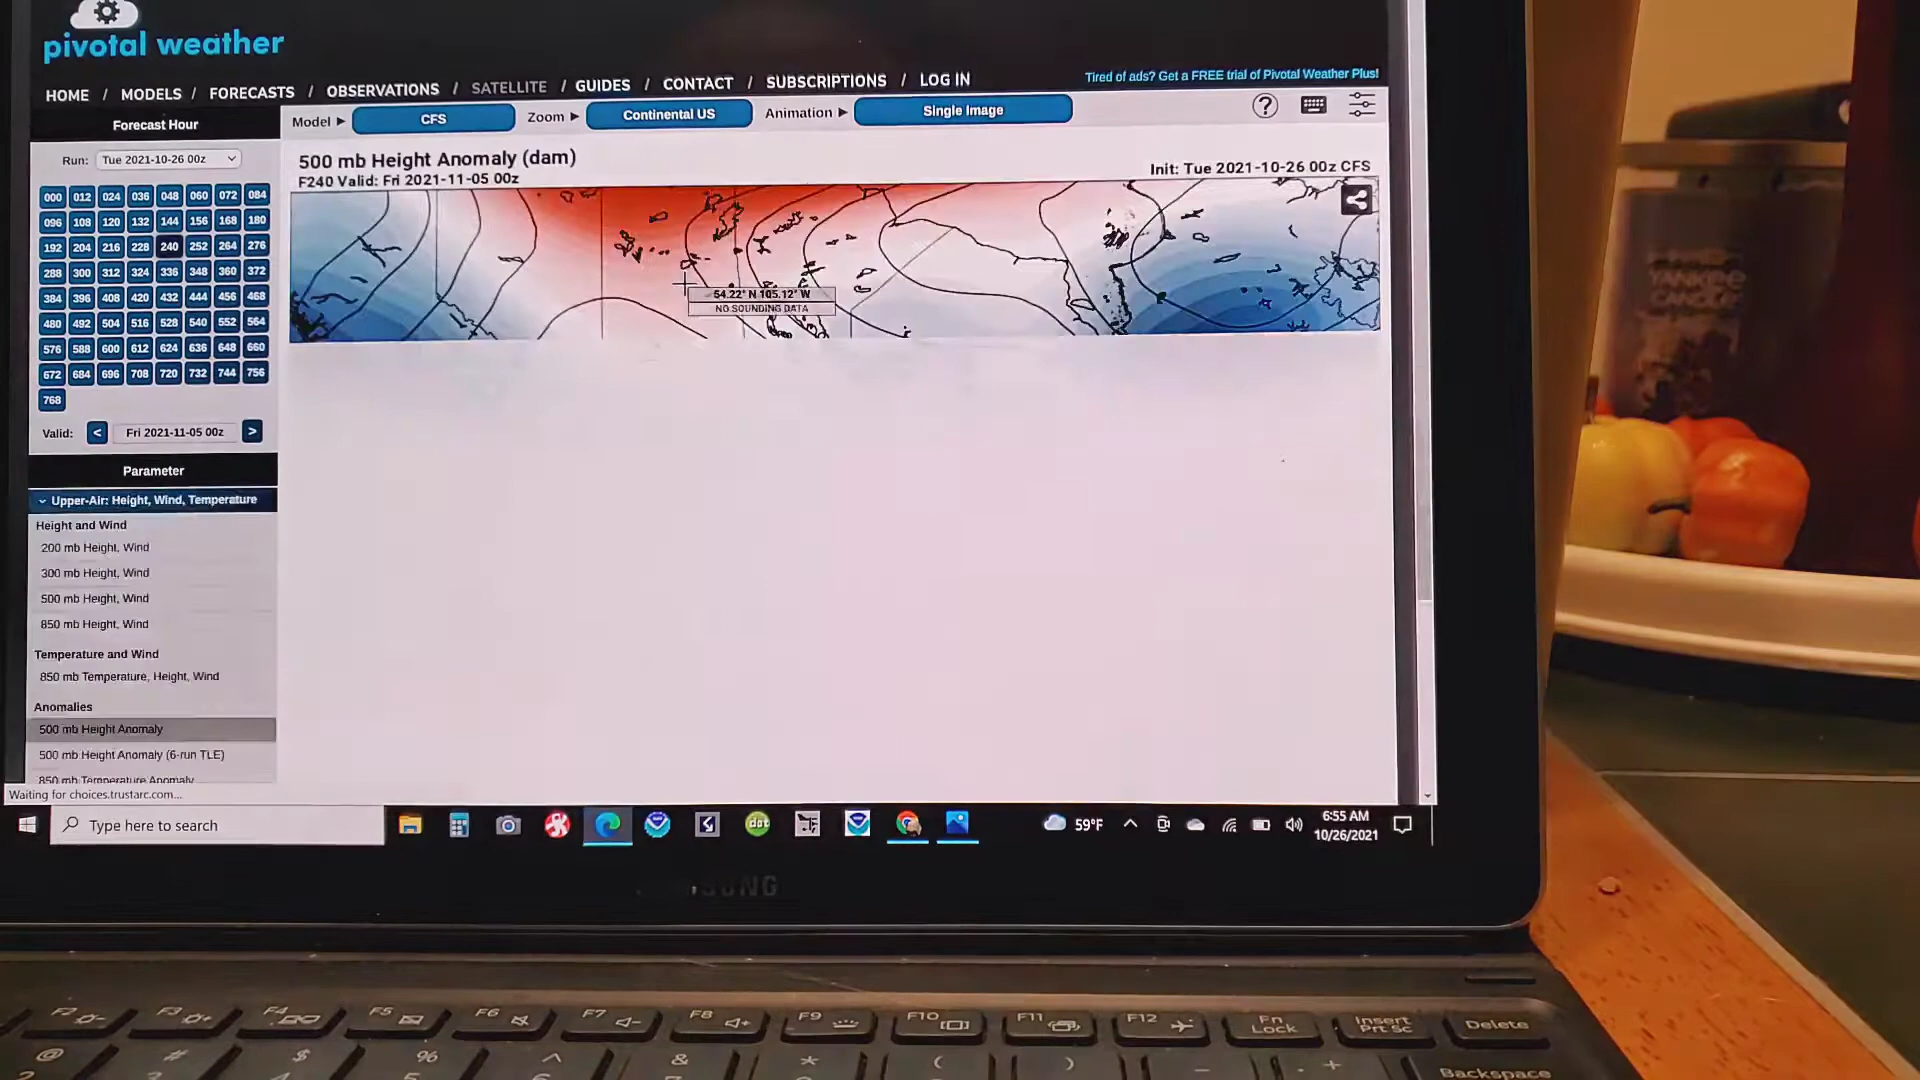 pivotal weather
HOME / MODELS / FORECASTS / OBSERVATIONS / SATELLITE / GUIDES / CONTACT / SUBSCRIPTIONS / LOG IN
Tired of ads? Get a FREE trial of Pivotal Weather Plus!
Forecast Hour
Model ▶ CFS Zoom ▶ Continental US Animation ▶ Single Image
?
Run: Tue 2021-10-26 00z
500 mb Height Anomaly (dam)
F240 Valid: Fri 2021-11-05 00z
Init: Tue 2021-10-26 00z CFS
000 012 024 036 048 060 072 084
096 108 120 132 144 156 168 180
192 204 216 228 240 252 264 276
288 300 312 324 336 348 360 372
384 396 408 420 432 444 456 468
480 492 504 516 528 540 552 564
576 588 600 612 624 636 648 660
672 684 696 708 720 732 744 756
768
54.22° N 105.12° W
NO SOUNDING DATA
Valid: < Fri 2021-11-05 00z >
Parameter
Upper-Air: Height, Wind, Temperature
Height and Wind
200 mb Height, Wind
300 mb Height, Wind
500 mb Height, Wind
850 mb Height, Wind
Temperature and Wind
850 mb Temperature, Height, Wind
Anomalies
500 mb Height Anomaly
500 mb Height Anomaly (6-run TLE)
850 mb Temperature Anomaly
Waiting for choices.trustarc.com...
Type here to search
dot
59°F
6:55 AM
10/26/2021
SAMSUNG
YANKEE
CANDLE
F2 F3 F4 F5 F6 F7 F8 F9 F10 F11 F12 Fn Lock Insert Prt Sc Delete
@ # $ % ^ & * ( ) _ +
2 3 4 5 6 Backspace